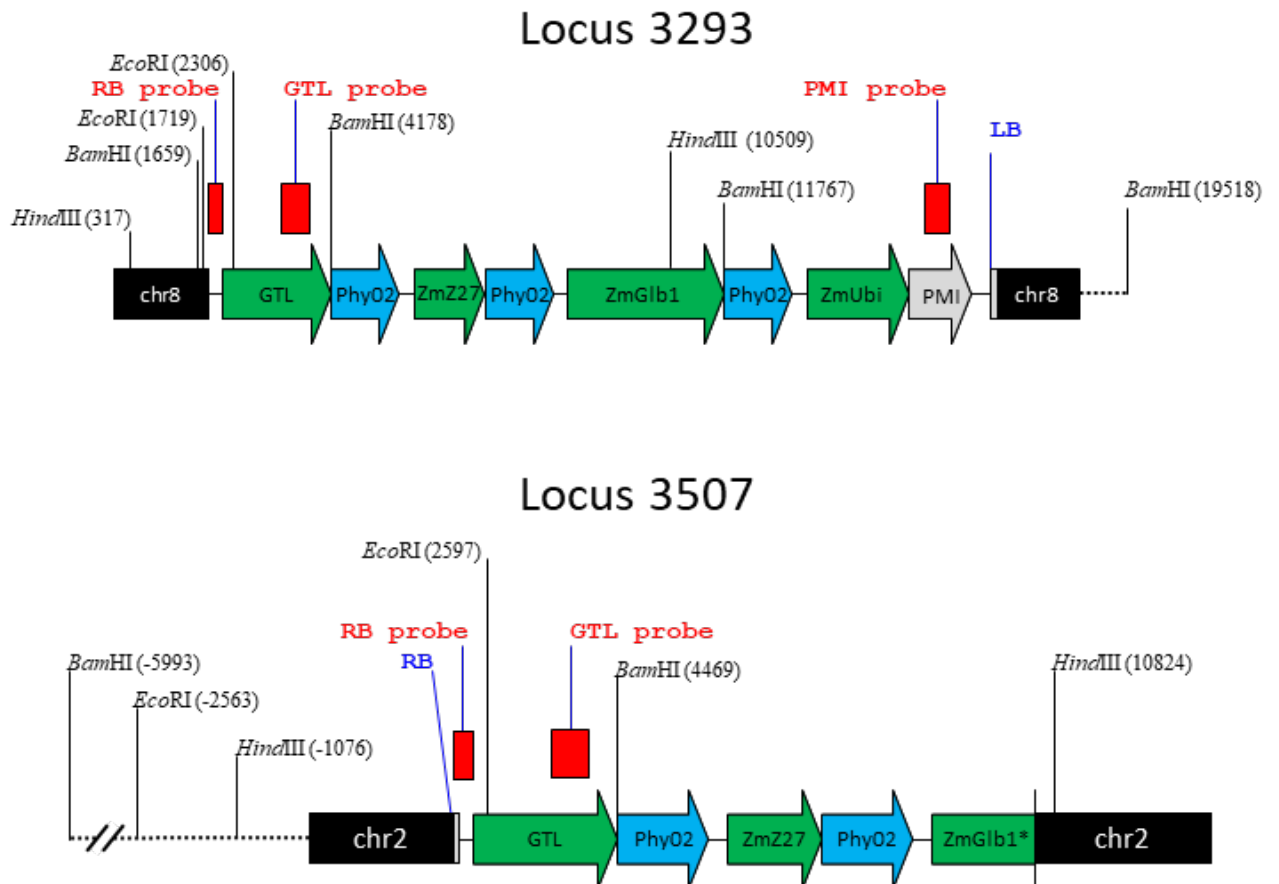 Locus 3293
EcoRI (2306)
RB probe
GTL probe
PMI probe
EcoRI (1719)
BamHI (4178)
BamHI (1659)
HindIII (10509)
LB
HindIII (317)
BamHI (11767)
BamHI (19518)
chr8
GTL
Phy02
ZmZ27
Phy02
ZmGlb1
Phy02
ZmUbi
PMI
chr8
Locus 3507
EcoRI (2597)
RB probe
GTL probe
RB
BamHI (-5993)
BamHI (4469)
HindIII (10824)
EcoRI (-2563)
HindIII (-1076)
chr2
GTL
Phy02
ZmZ27
Phy02
ZmGlb1*
chr2